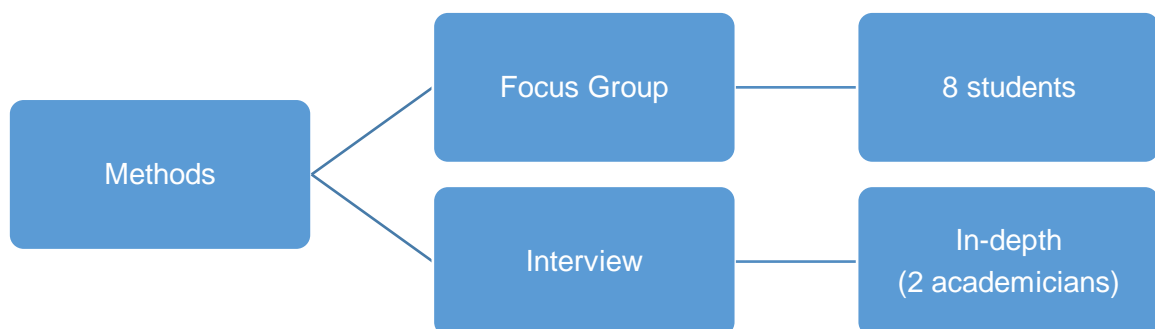 Methods
Focus Group
8 students
Interview
In-depth
(2 academicians)